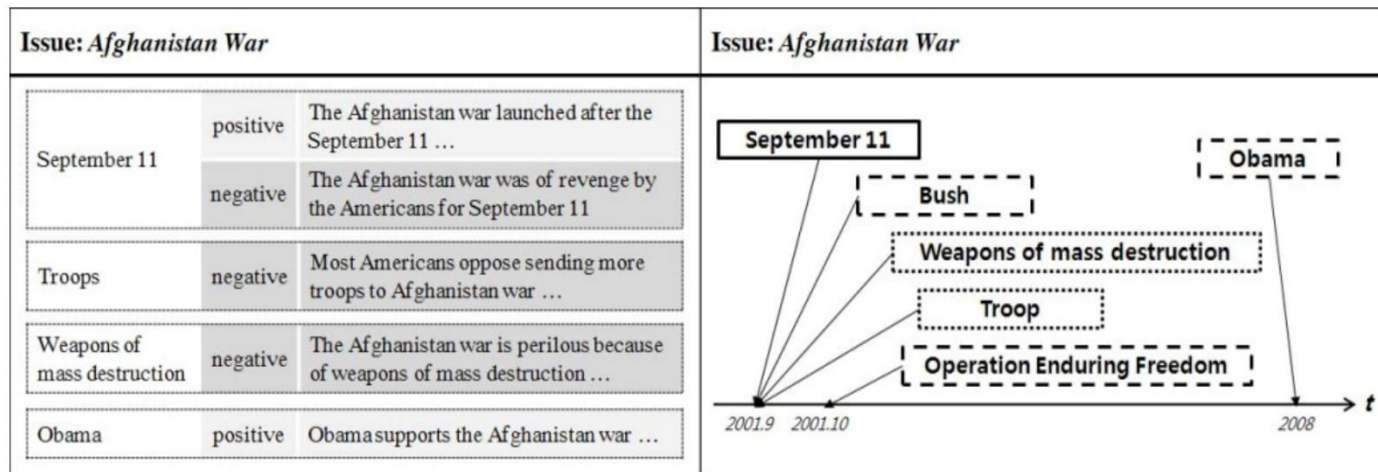 Issue: Afghanistan War
September 11
positive
The Afghanistan war launched after the
September 11 …
negative
The Afghanistan war was of revenge by
the Americans for September 11
Troops
negative
Most Americans oppose sending more
troops to Afghanistan war …
Weapons of
mass destruction
negative
The Afghanistan war is perilous because
of weapons of mass destruction …
Obama
positive
Obama supports the Afghanistan war …
Issue: Afghanistan War
September 11
Obama
Bush
Weapons of mass destruction
Troop
Operation Enduring Freedom
t
2001.9
2001.10
2008